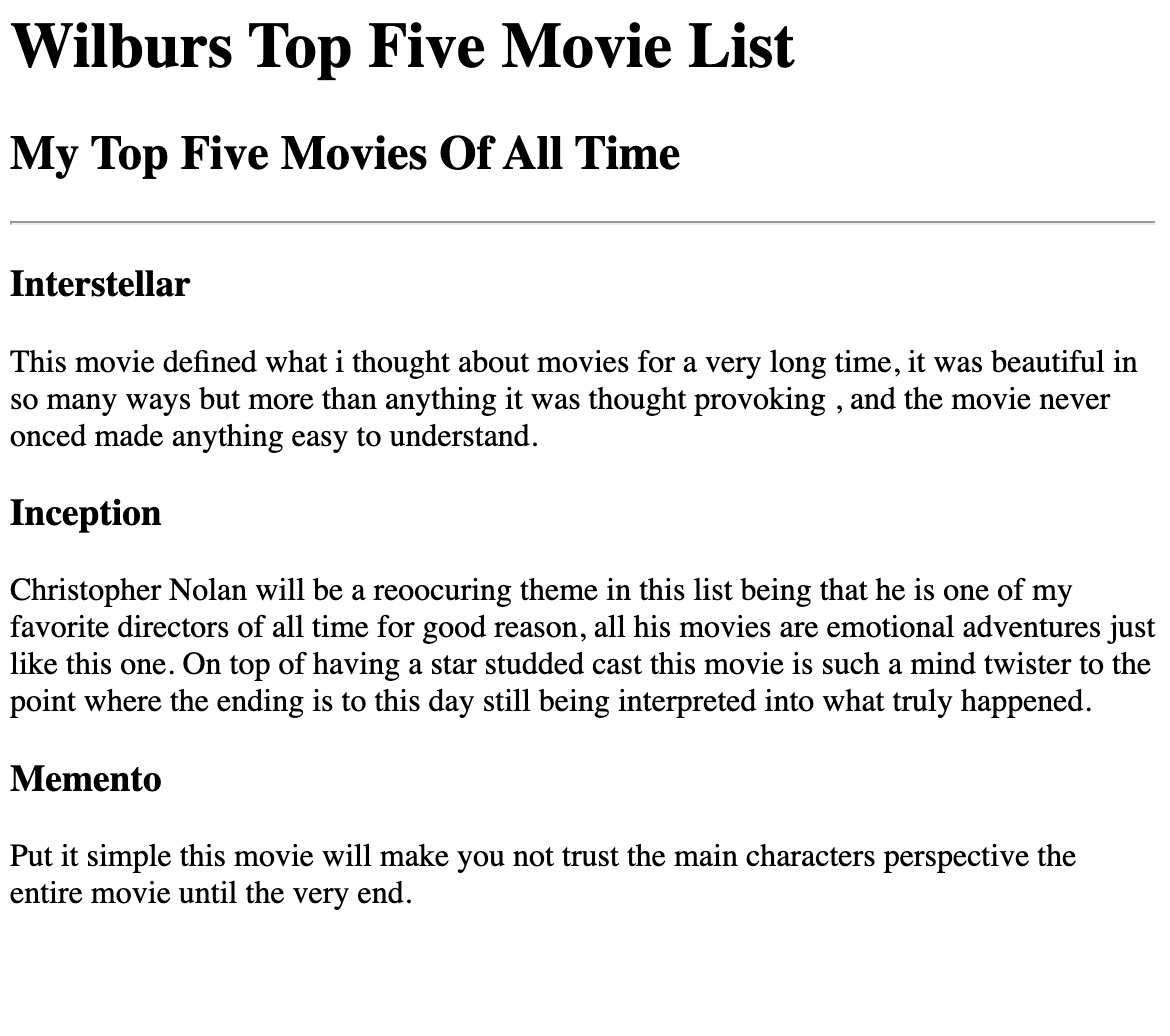 Wilburs Top Five Movie List
My Top Five Movies Of All Time
Interstellar
This movie defined what i thought about movies for a very long time, it was beautiful in
so many ways but more than anything it was thought provoking , and the movie never
onced made anything easy to understand.
Inception
Christopher Nolan will be a reoocuring theme in this list being that he is one of my
favorite directors of all time for good reason, all his movies are emotional adventures just
like this one. On top of having a star studded cast this movie is such a mind twister to the
point where the ending is to this day still being interpreted into what truly happened.
Memento
Put it simple this movie will make you not trust the main characters perspective the
entire movie until the very end.